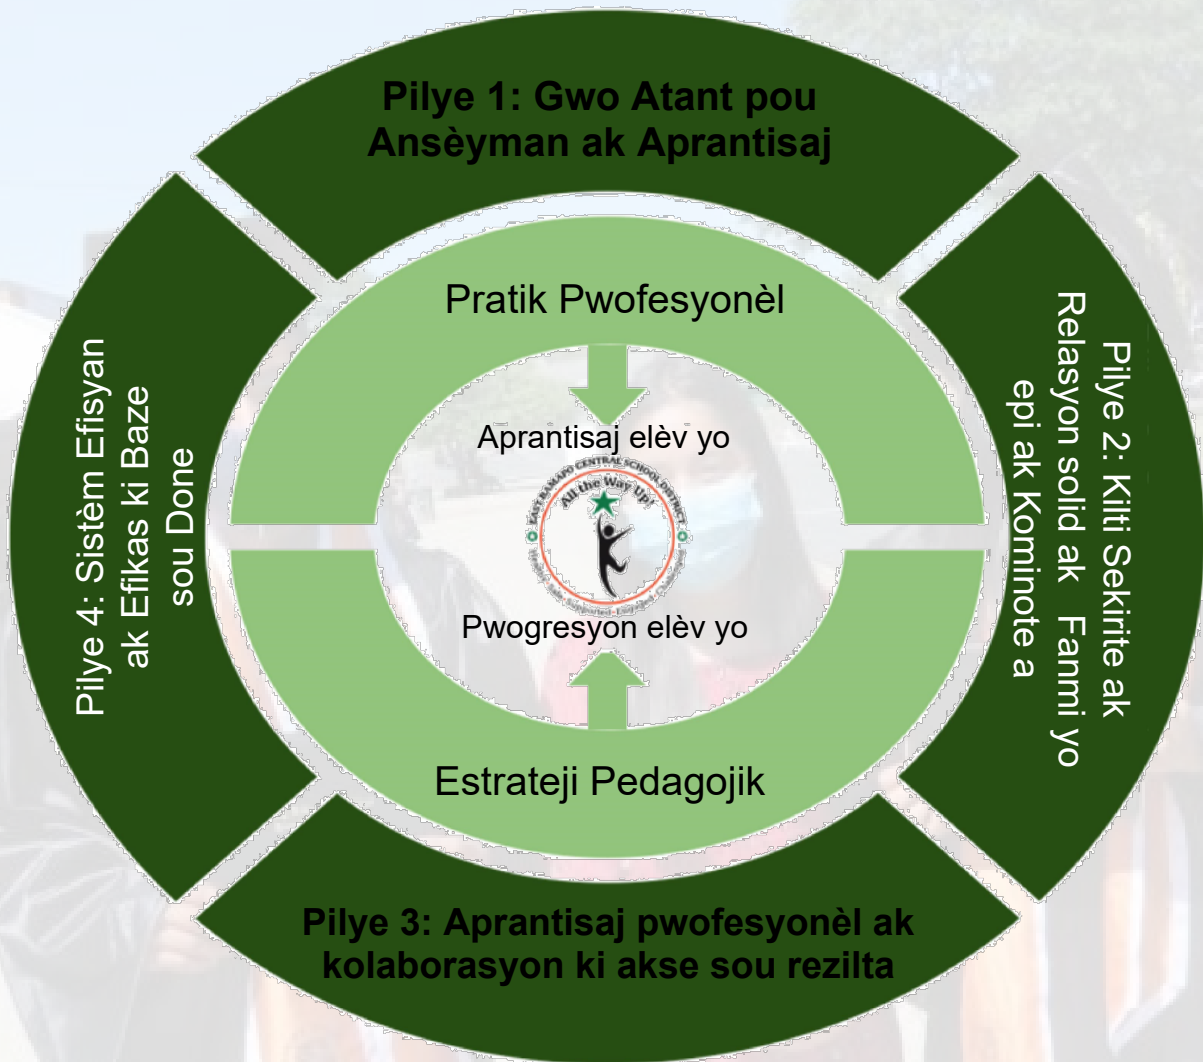 Pilye 1: Gwo Atant pou
Ansèyman ak Aprantisaj
Pratik Pwofesyonèl
Pilye 2: Kilti Sekirite ak
Relasyon solid ak Fanmi yo
epi ak Kominote a
Pilye 4: Sistèm Efisyan
ak Efikas ki Baze
sou Done
Aprantisaj elèv yo
EAST RAMAPO CENTRAL SCHOOL DISTRICT
All the Way Up!
Pwogresyon elèv yo
Estrateji Pedagojik
Pilye 3: Aprantisaj pwofesyonèl ak
kolaborasyon ki akse sou rezilta